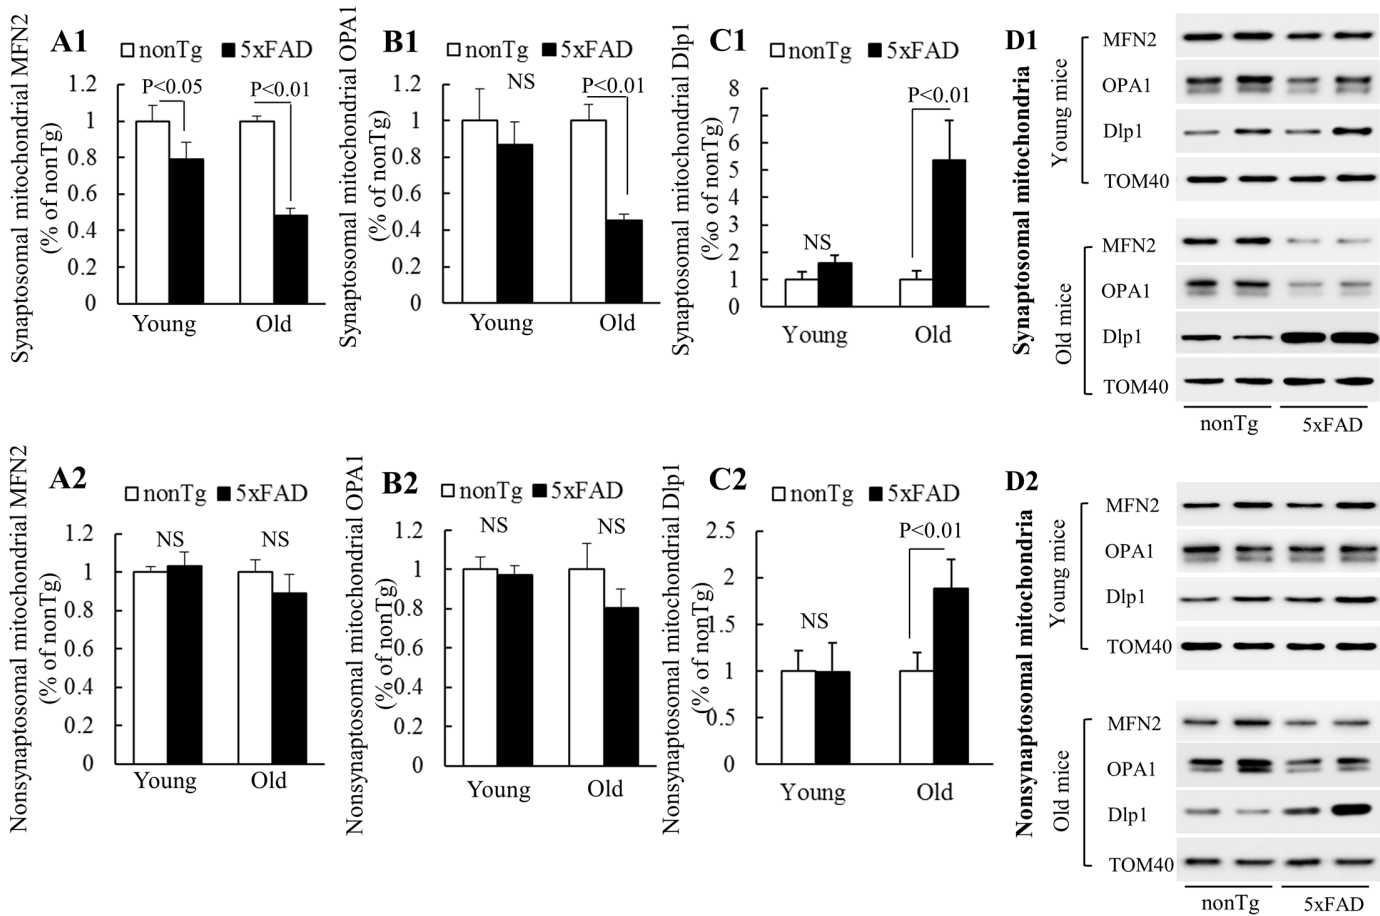 A1
nonTg 5xFAD
Synaptosomal mitochondrial MFN2
(% of nonTg)
1.2
1
0.8
0.6
0.4
0.2
0
P<0.05
P<0.01
Young
Old
B1
nonTg 5xFAD
Synaptosomal mitochondrial OPA1
(% of nonTg)
1.2
1
0.8
0.6
0.4
0.2
0
NS
P<0.01
Young
Old
C1
nonTg 5xFAD
Synaptosomal mitochondrial Dlp1
(%o of nonTg)
8
7
6
5
4
3
2
1
0
NS
P<0.01
Young
Old
D1
Synaptosomal mitochondria
Young mice
MFN2
OPA1
Dlp1
TOM40
Old mice
MFN2
OPA1
Dlp1
TOM40
nonTg 5xFAD
A2
nonTg 5xFAD
Nonsynaptosomal mitochondrial MFN2
(% of nonTg)
1.2
1
0.8
0.6
0.4
0.2
0
NS
NS
Young
Old
B2
nonTg 5xFAD
Nonsynaptosomal mitochondrial OPA1
(% of nonTg)
1.2
1
0.8
0.6
0.4
0.2
0
NS
NS
Young
Old
C2
nonTg 5xFAD
Nonsynaptosomal mitochondrial Dlp1
(% of nonTg)
2.5
2
1.5
1
0.5
0
NS
P<0.01
Young
Old
D2
Nonsynaptosomal mitochondria
Young mice
MFN2
OPA1
Dlp1
TOM40
Old mice
MFN2
OPA1
Dlp1
TOM40
nonTg 5xFAD